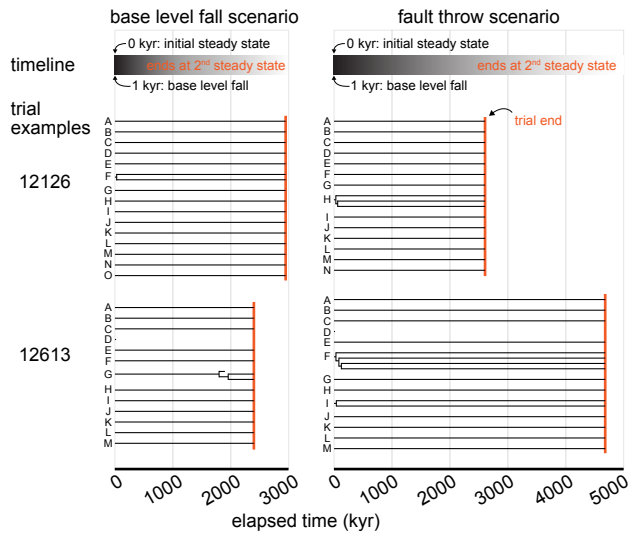 base level fall scenario
fault throw scenario
0 kyr: initial steady state
0 kyr: initial steady state
timeline
ends at 2nd steady state
ends at 2nd steady state
1 kyr: base level fall
1 kyr: base level fall
trial
examples
trial end
12126
A
B
C
D
E
F
G
H
I
J
K
L
M
N
O
A
B
C
D
E
F
G
H
I
J
K
L
M
N
12613
A
B
C
D
E
F
G
H
I
J
K
L
M
A
B
C
D
E
F
G
H
I
J
K
L
M
0 1000 2000 3000
0 1000 2000 3000 4000 5000
elapsed time (kyr)